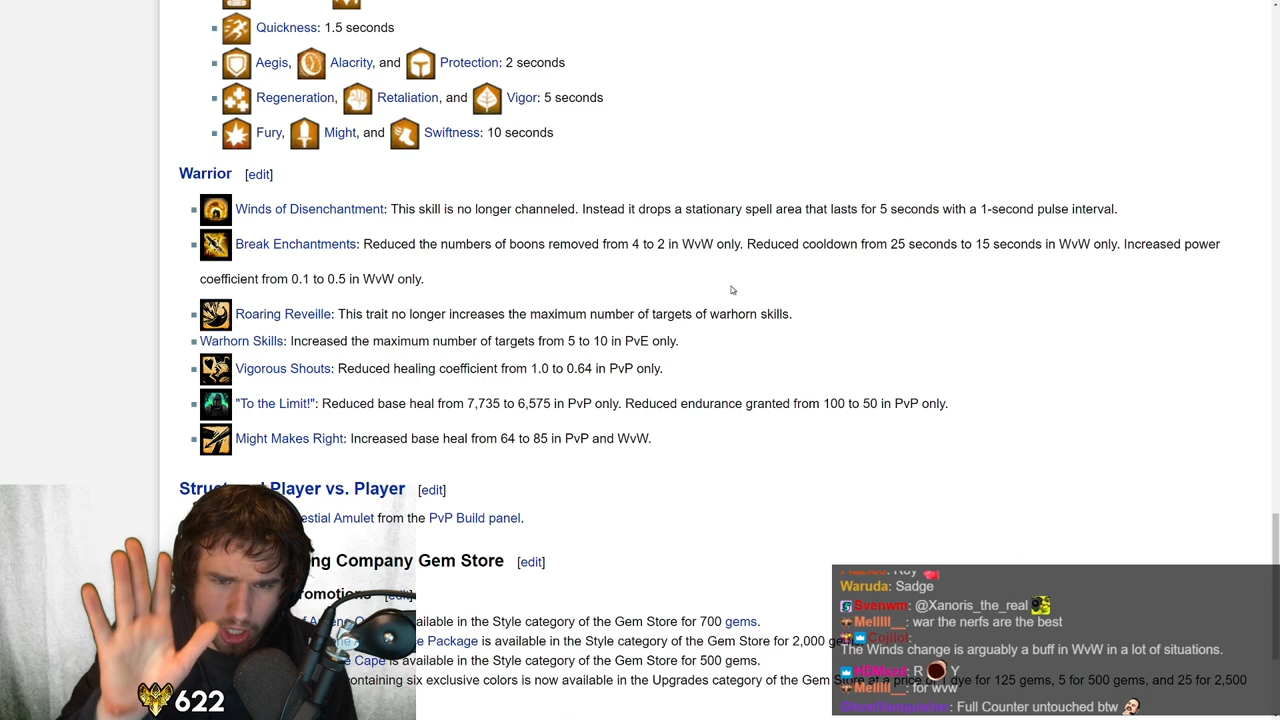 Quickness: 1.5 seconds
Aegis, Alacrity, and Protection: 2 seconds
Regeneration, Retaliation, and Vigor: 5 seconds
Fury, Might, and Swiftness: 10 seconds
Warrior [edit]
Winds of Disenchantment: This skill is no longer channeled. Instead it drops a stationary spell area that lasts for 5 seconds with a 1-second pulse interval.
Break Enchantments: Reduced the numbers of boons removed from 4 to 2 in WvW only. Reduced cooldown from 25 seconds to 15 seconds in WvW only. Increased power
coefficient from 0.1 to 0.5 in WvW only.
Roaring Reveille: This trait no longer increases the maximum number of targets of warhorn skills.
Warhorn Skills: Increased the maximum number of targets from 5 to 10 in PvE only.
Vigorous Shouts: Reduced healing coefficient from 1.0 to 0.64 in PvP only.
"To the Limit!": Reduced base heal from 7,735 to 6,575 in PvP only. Reduced endurance granted from 100 to 50 in PvP only.
Might Makes Right: Increased base heal from 64 to 85 in PvP and WvW.
Player vs. Player [edit]
estial Amulet from the PvP Build panel.
ng Company Gem Store [edit]
romotions [edit]
ailable in the Style category of the Gem Store for 700 gems.
Package is available in the Style category of the Gem Store for 2,000
e Cape is available in the Style category of the Gem Store for 500 gems.
ontaining six exclusive colors is now available in the Upgrades category of the Gem Store at a price of 1 dye for 125 gems, 5 for 500 gems, and 25 for 2,500
Waruda: Sadge
Svenwm: @Xanoris_the_real
Mellll__: war the nerfs are the best
Cojilol:
The Winds change is arguably a buff in WvW in a lot of situations.
R Y
Mellll__: for wvw
Full Counter untouched btw
622